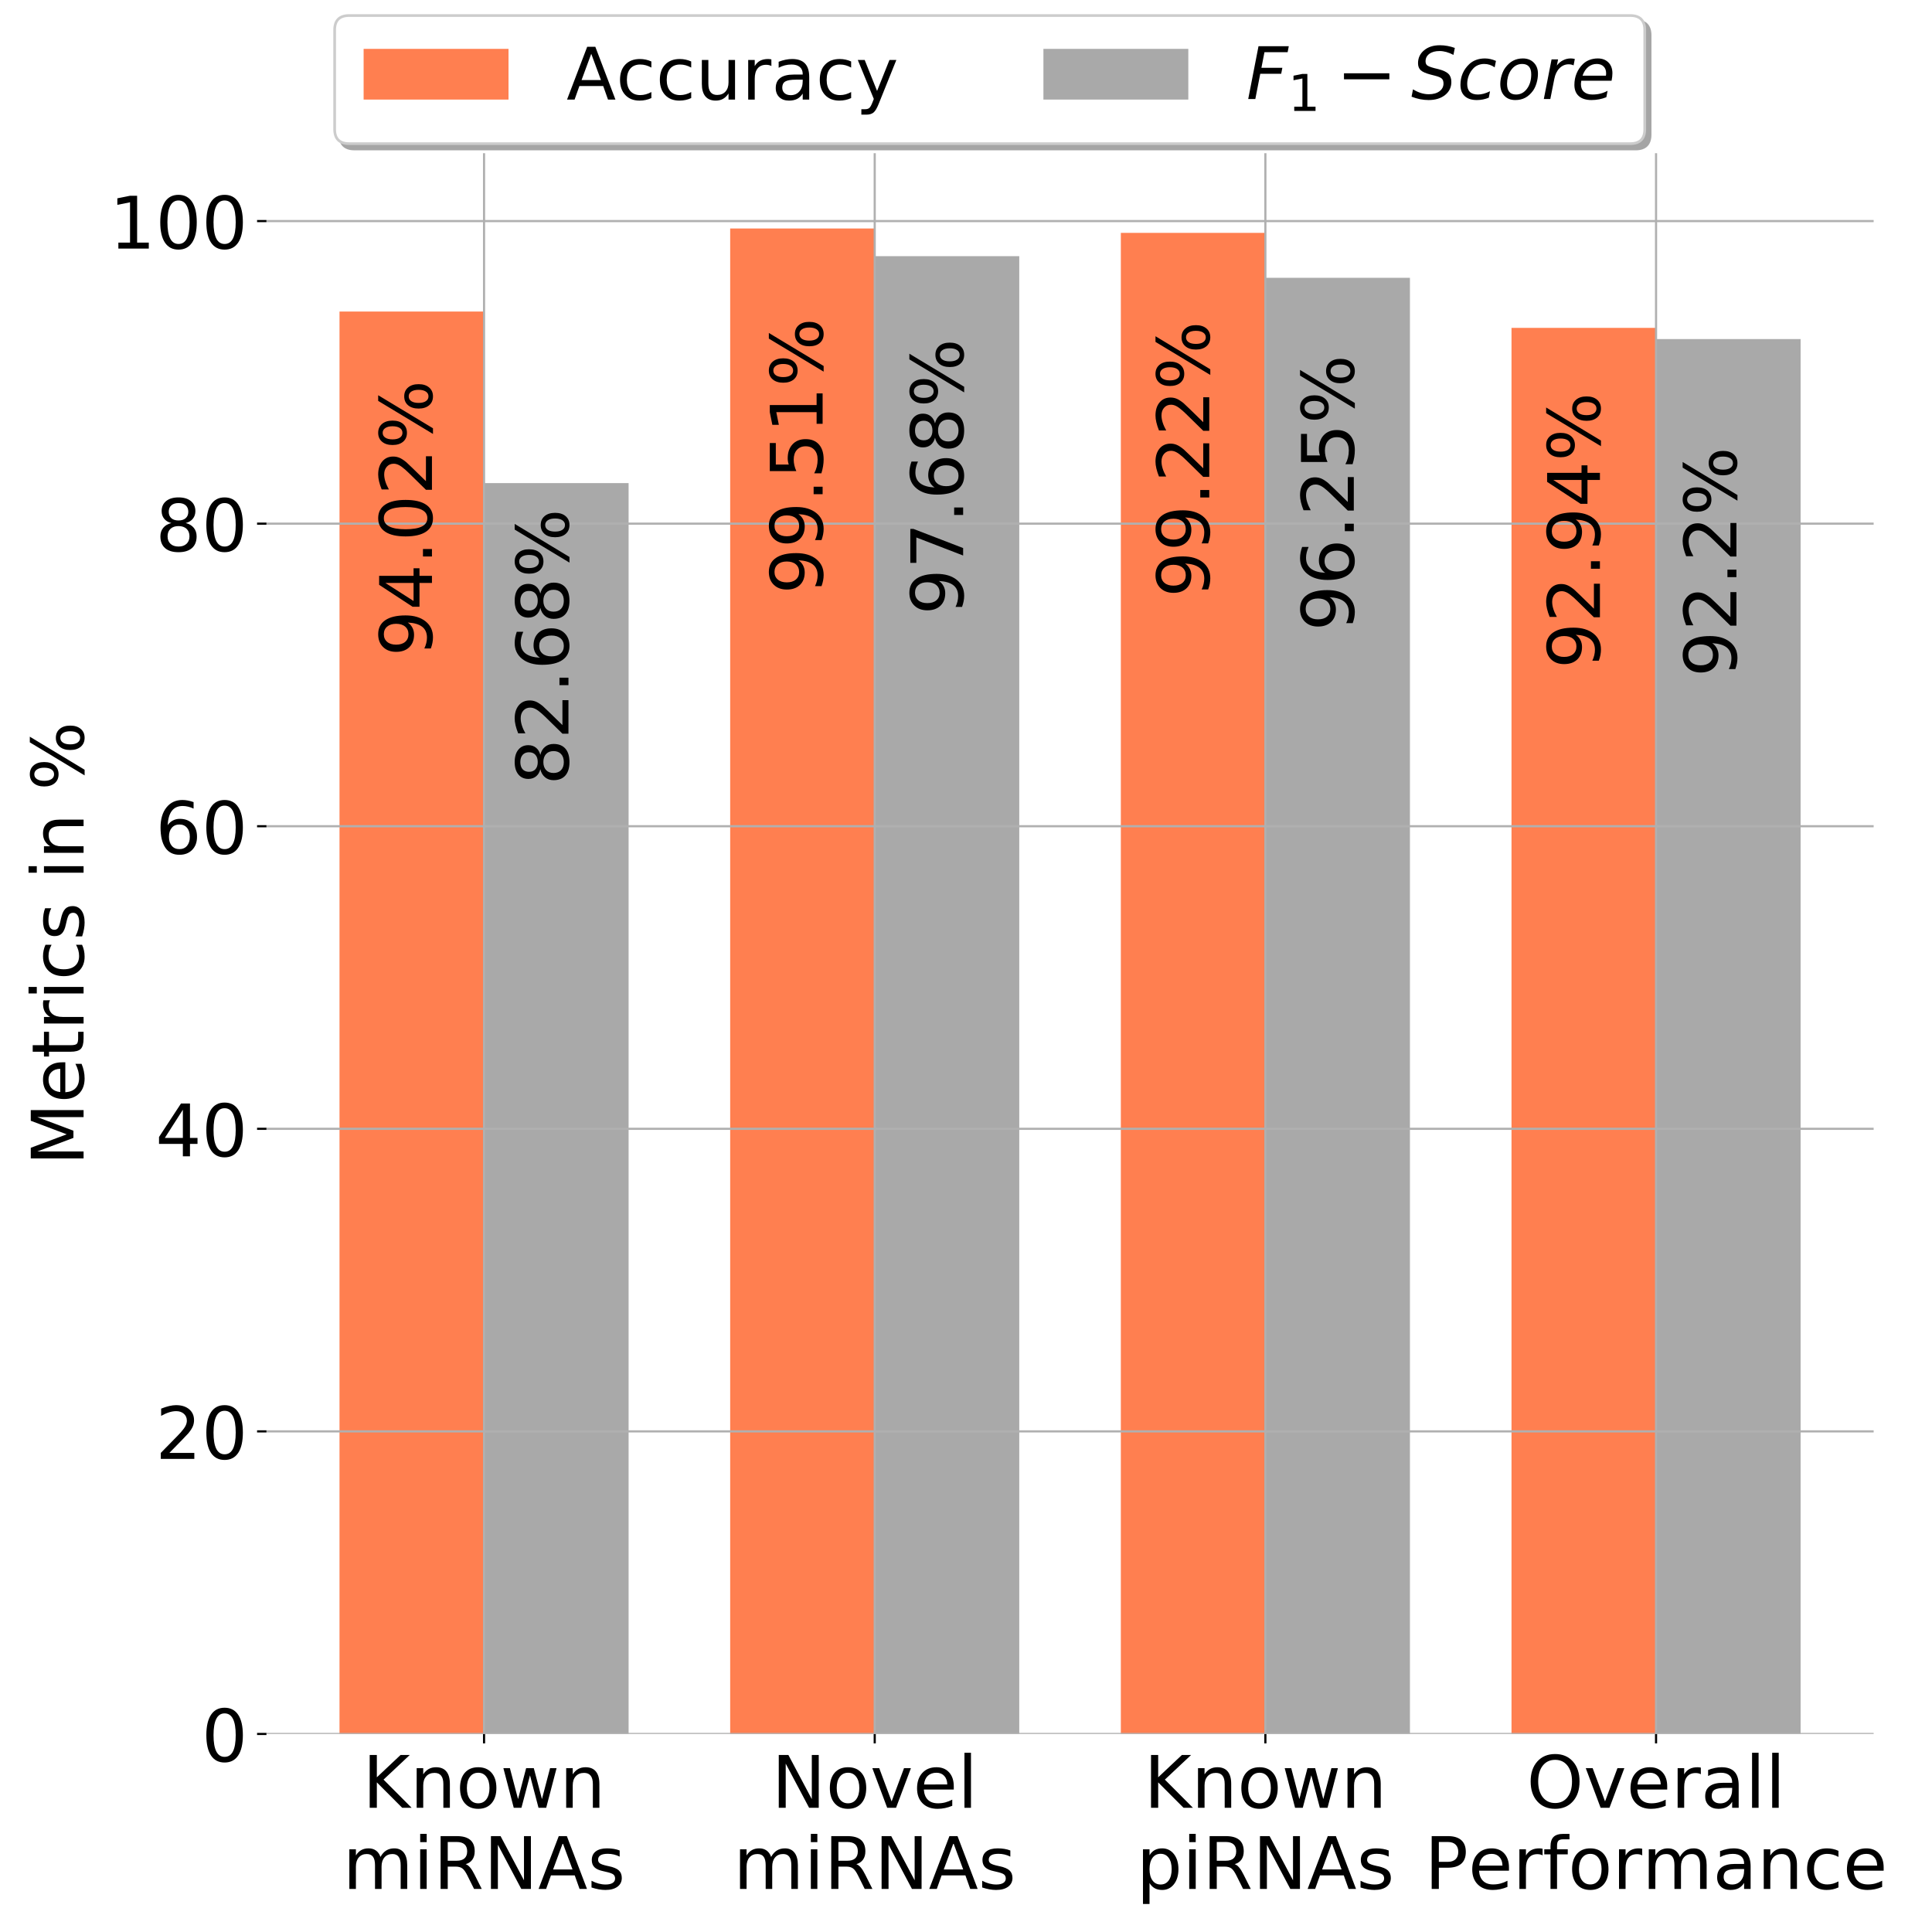 Accuracy
F₁ − Score
Metrics in %
100
80
60
40
20
0
94.02%
82.68%
99.51%
97.68%
99.22%
96.25%
92.94%
92.2%
Known
miRNAs
Novel
miRNAs
Known
piRNAs
Overall
Performance